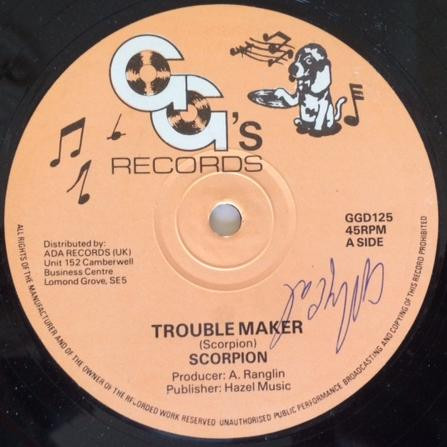 GG's
RECORDS
GGD125
45RPM
A SIDE
Distributed by:
ADA RECORDS (UK)
Unit 152 Camberwell
Business Centre
Lomond Grove, SE5
TROUBLE MAKER
(Scorpion)
SCORPION
Producer: A. Ranglin
Publisher: Hazel Music
ALL RIGHTS OF THE MANUFACTURER AND OF THE OWNER OF THE RECORDED WORK RESERVED UNAUTHORISED PUBLIC PERFORMANCE BROADCASTING AND COPYING OF THIS RECORD PROHIBITED